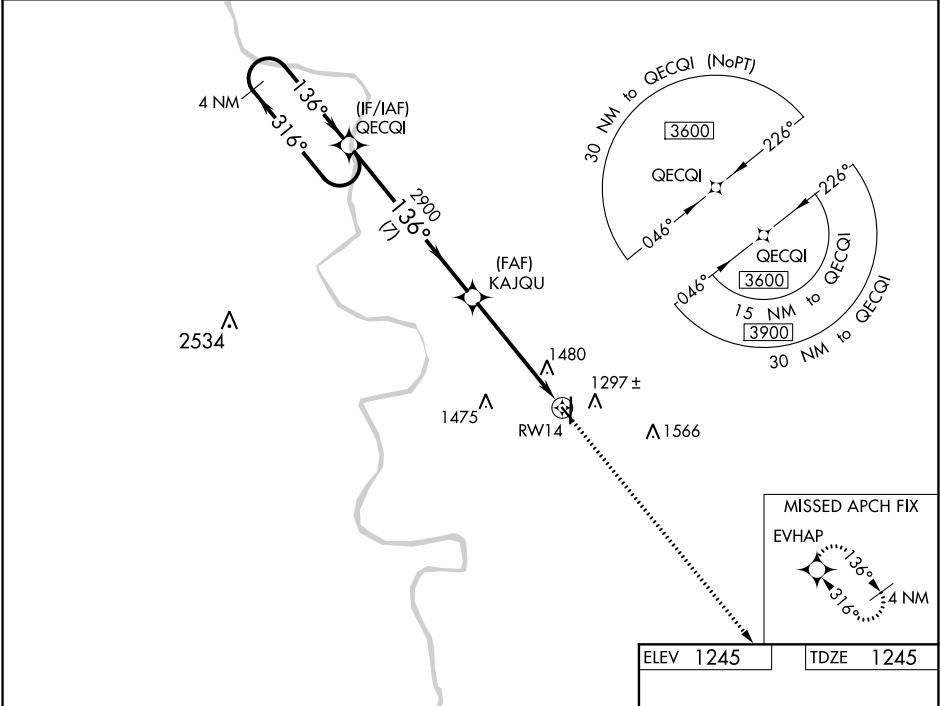 4 NM
136°
316°
(IF/IAF)
QECQI
2900
136°
(7)
(FAF)
KAJQU
2534
1480
1475
1297 ±
RW14
1566
30 NM to QECQI (NoPT)
3600
226°
QECQI
046°
226°
QECQI
046°
3600
15 NM to QECQI
3900
30 NM to QECQI
MISSED APCH FIX
EVHAP
136°
316°
4 NM
ELEV 1245
TDZE 1245